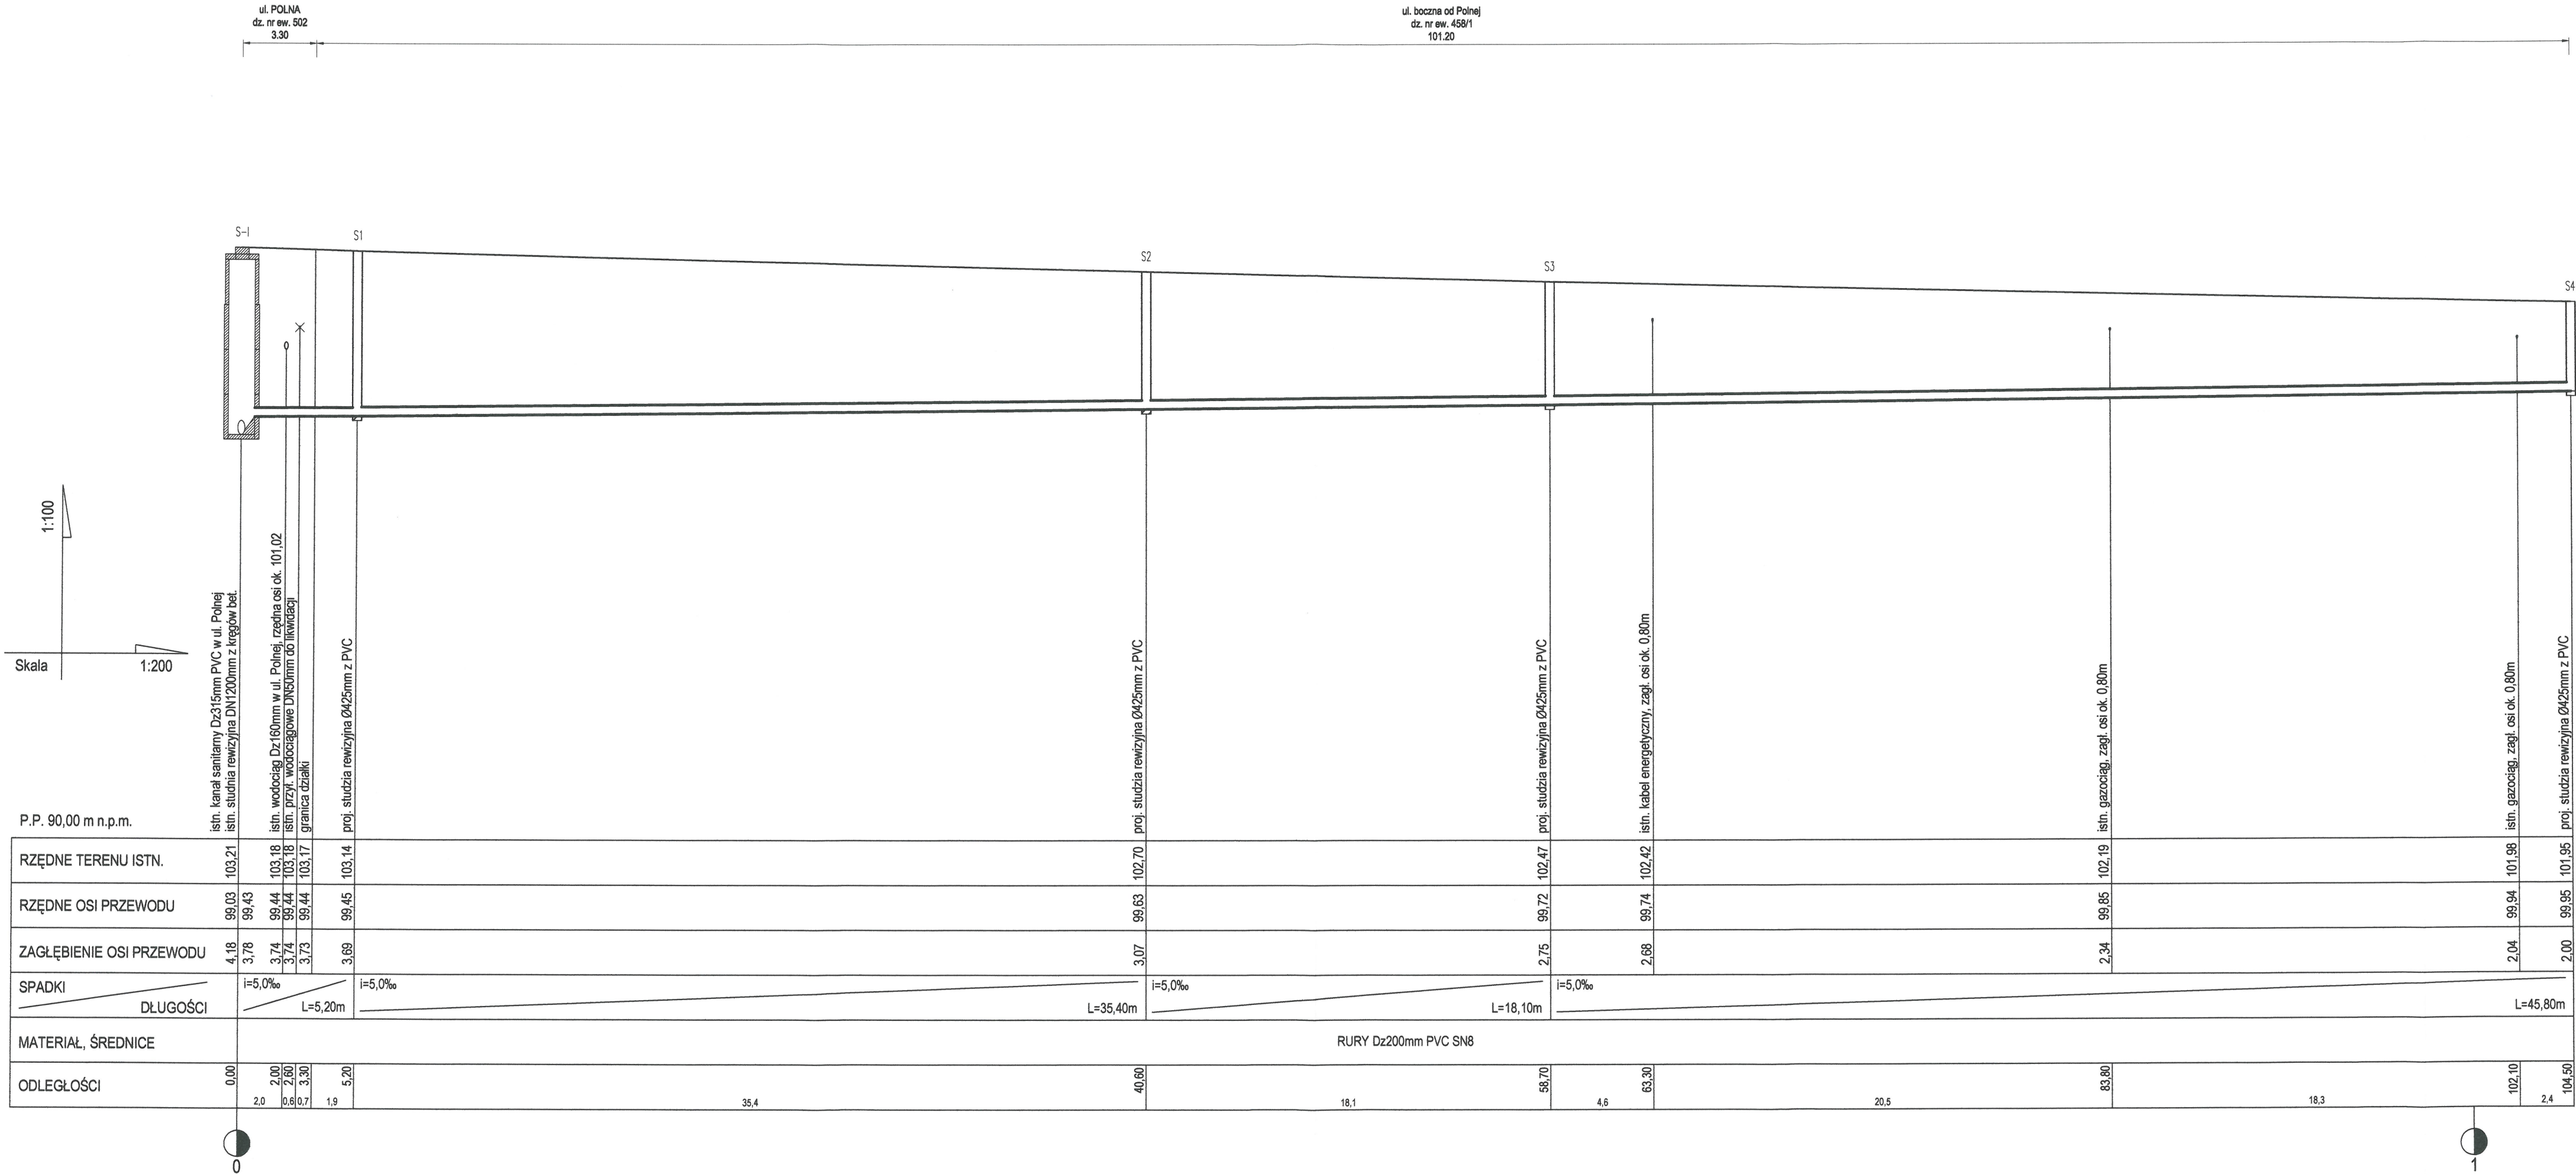 ul. POLNA
dz. nr ew. 502
3.30
ul. boczna od Polnej
dz. nr ew. 458/1
101.20
S-I
S1
S2
S3
S4
1:100
Skala
1:200
istn. kanał sanitarny Dz315mm PVC w ul. Polnej
istn. studnia rewizyjna DN1200mm z kręgów bet.
istn. wodociąg Dz160mm w ul. Polnej, rzędna osi ok. 101,02
istn. przył. wodociągowe DN50mm do likwidacji
granica działki
proj. studzia rewizyjna Ø425mm z PVC
proj. studzia rewizyjna Ø425mm z PVC
proj. studzia rewizyjna Ø425mm z PVC
istn. kabel energetyczny, zagł. osi ok. 0,80m
istn. gazociąg, zagł. osi ok. 0,80m
istn. gazociąg, zagł. osi ok. 0,80m
proj. studzia rewizyjna Ø425mm z PVC
P.P. 90,00 m n.p.m.
RZĘDNE TERENU ISTN. 103,21 103,18 103,18 103,17 103,14 102,70 102,47 102,42 102,19 101,98 101,95
RZĘDNE OSI PRZEWODU 99,03 99,43 99,44 99,44 99,44 99,45 99,63 99,72 99,74 99,85 99,94 99,95
ZAGŁĘBIENIE OSI PRZEWODU 4,18 3,78 3,74 3,74 3,73 3,69 3,07 2,75 2,68 2,34 2,04 2,00
SPADKI i=5,0‰ i=5,0‰ i=5,0‰ i=5,0‰
DŁUGOŚCI L=5,20m L=35,40m L=18,10m L=45,80m
MATERIAŁ, ŚREDNICE RURY Dz200mm PVC SN8
ODLEGŁOŚCI 0,00 2,00 2,60 3,30 5,20 40,60 58,70 63,30 83,80 102,10 104,50
2,0 0,6 0,7 1,9 35,4 18,1 4,6 20,5 18,3 2,4
0 1